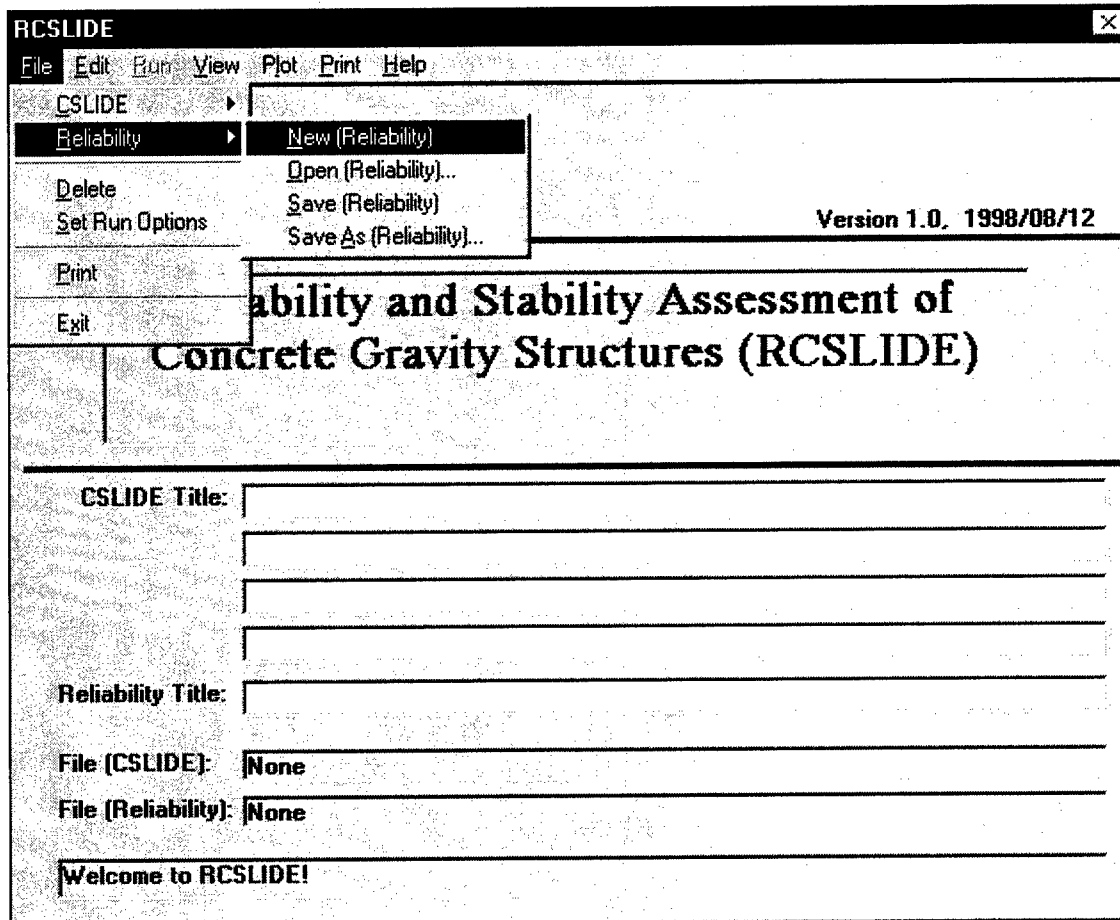 RCSLIDE
File Edit Run View Plot Print Help
CSLIDE
Reliability
New (Reliability)
Open (Reliability)...
Delete
Save (Reliability)
Set Run Options
Save As (Reliability)...
Version 1.0, 1998/08/12
Print
Exit
ability and Stability Assessment of
Concrete Gravity Structures (RCSLIDE)
CSLIDE Title:
Reliability Title:
File (CSLIDE): None
File (Reliability): None
Welcome to RCSLIDE!